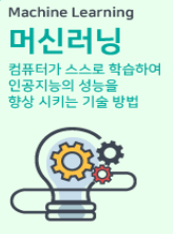 Machine Learning
머신러닝
컴퓨터가 스스로 학습하여
인공지능의 성능을
향상 시키는 기술 방법